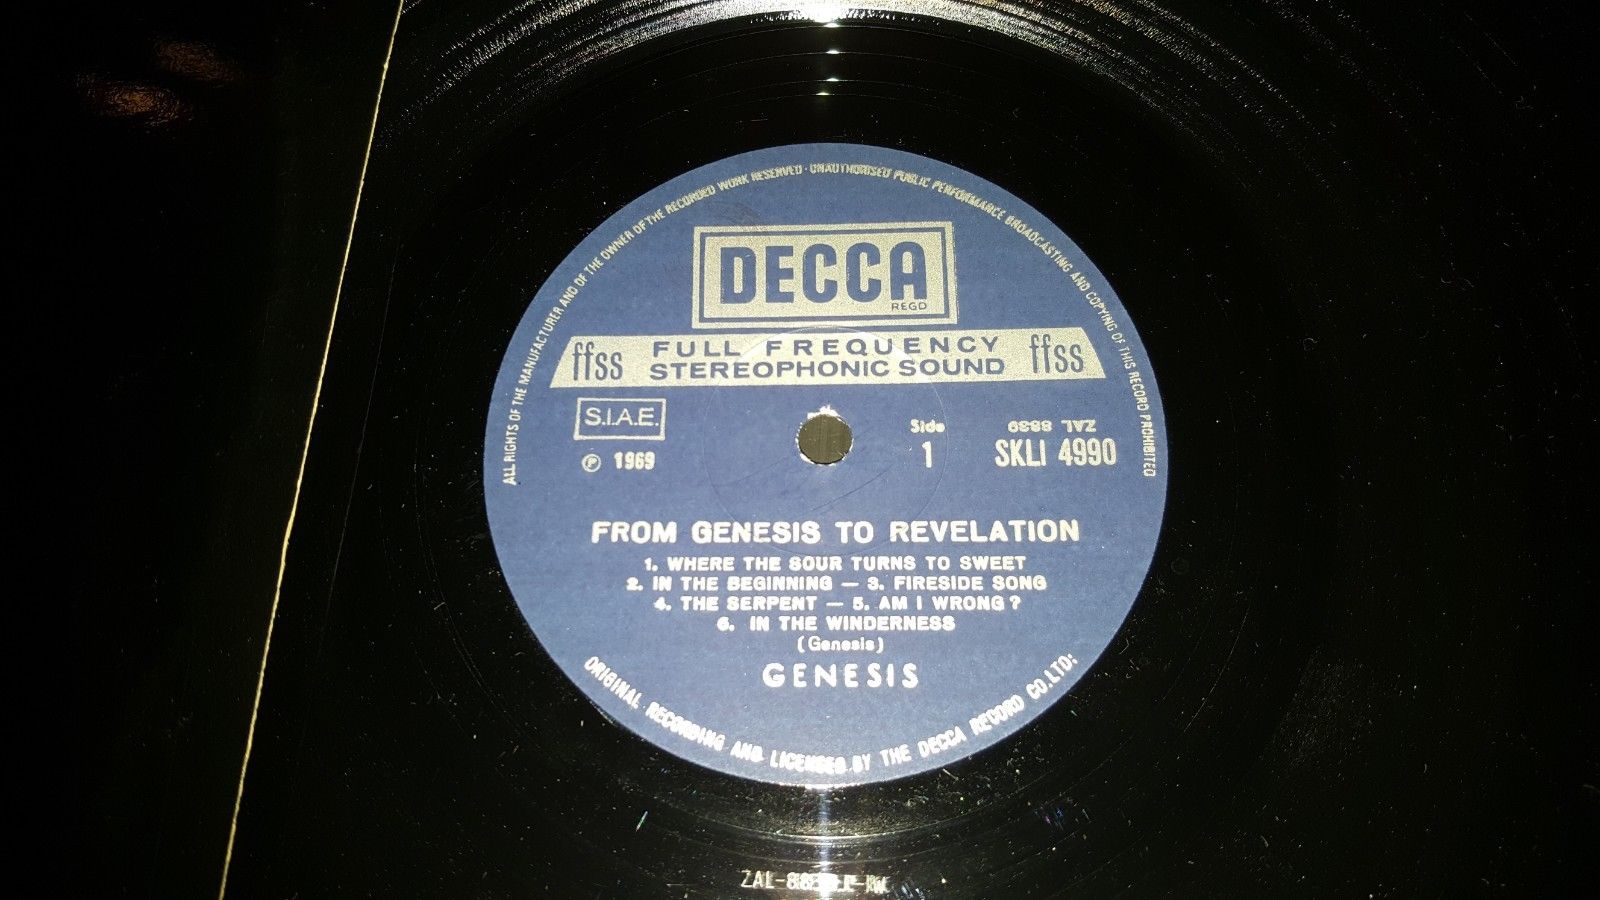 ALL RIGHTS OF THE MANUFACTURER AND OF THE OWNER OF THE RECORDED WORK RESERVED · UNAUTHORISED PUBLIC PERFORMANCE BROADCASTING AND COPYING OF THIS RECORD PROHIBITED
DECCA
REGD
ffss FULL FREQUENCY ffss
STEREOPHONIC SOUND
S.I.A.E.
℗ 1969
Side
1
ZAL 8839
SKLI 4990
FROM GENESIS TO REVELATION
1. WHERE THE SOUR TURNS TO SWEET
2. IN THE BEGINNING — 3. FIRESIDE SONG
4. THE SERPENT — 5. AM I WRONG?
6. IN THE WINDERNESS
(Genesis)
GENESIS
ORIGINAL RECORDING AND LICENSED BY THE DECCA RECORD CO. LTD: